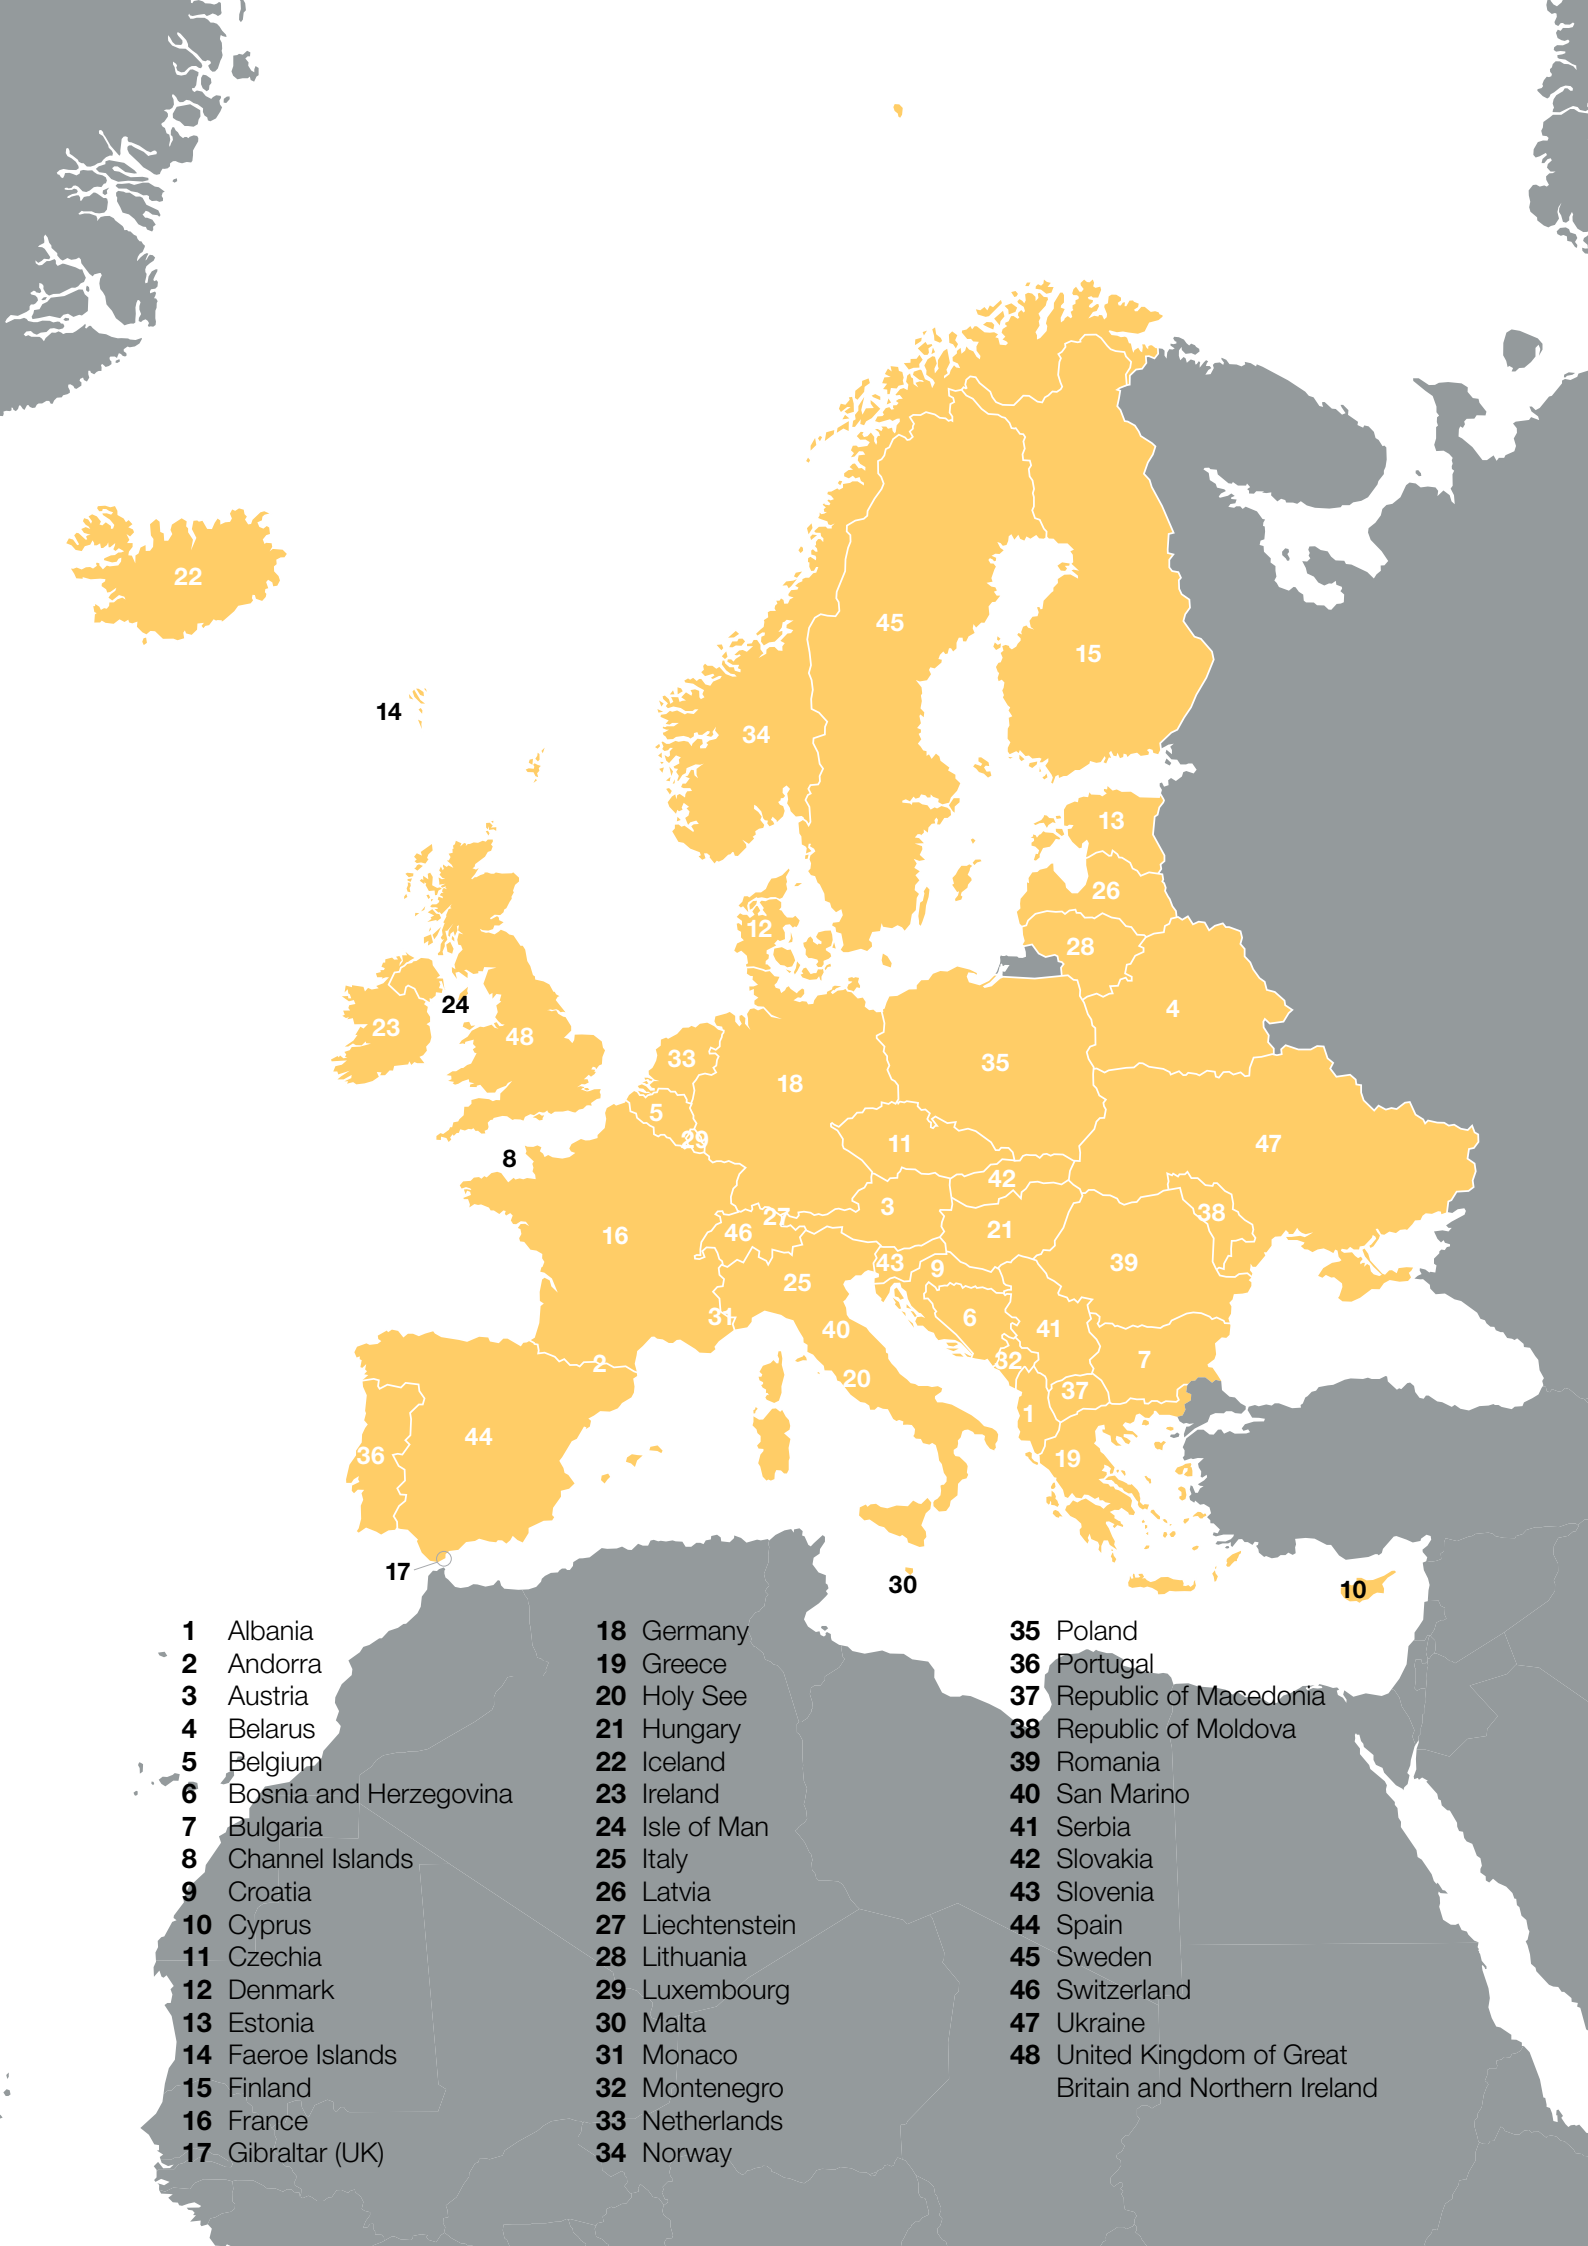 22
45
15
14
34
13
26
12
28
24
4
23
48
33
35
18
5
29
11
47
8
42
3
38
27
46
21
16
43
9
39
25
31
40
6
41
32
7
2
20
37
1
44
36
19
17
30
10
1 Albania
2 Andorra
3 Austria
4 Belarus
5 Belgium
6 Bosnia and Herzegovina
7 Bulgaria
8 Channel Islands
9 Croatia
10 Cyprus
11 Czechia
12 Denmark
13 Estonia
14 Faeroe Islands
15 Finland
16 France
17 Gibraltar (UK)
18 Germany
19 Greece
20 Holy See
21 Hungary
22 Iceland
23 Ireland
24 Isle of Man
25 Italy
26 Latvia
27 Liechtenstein
28 Lithuania
29 Luxembourg
30 Malta
31 Monaco
32 Montenegro
33 Netherlands
34 Norway
35 Poland
36 Portugal
37 Republic of Macedonia
38 Republic of Moldova
39 Romania
40 San Marino
41 Serbia
42 Slovakia
43 Slovenia
44 Spain
45 Sweden
46 Switzerland
47 Ukraine
48 United Kingdom of Great
Britain and Northern Ireland